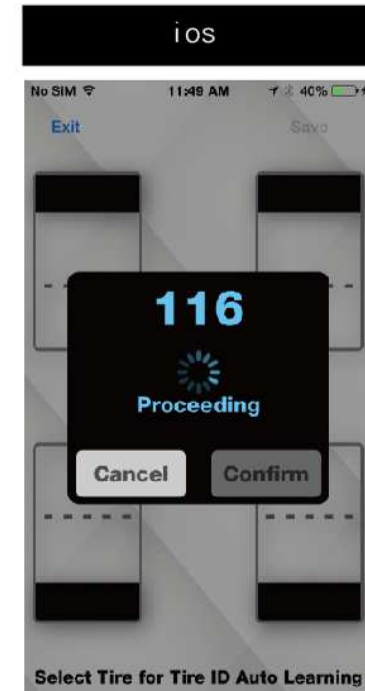 ios
No SIM 11:49 AM 40%
Exit Save
116
Proceeding
Cancel Confirm
Select Tire for Tire ID Auto Learning